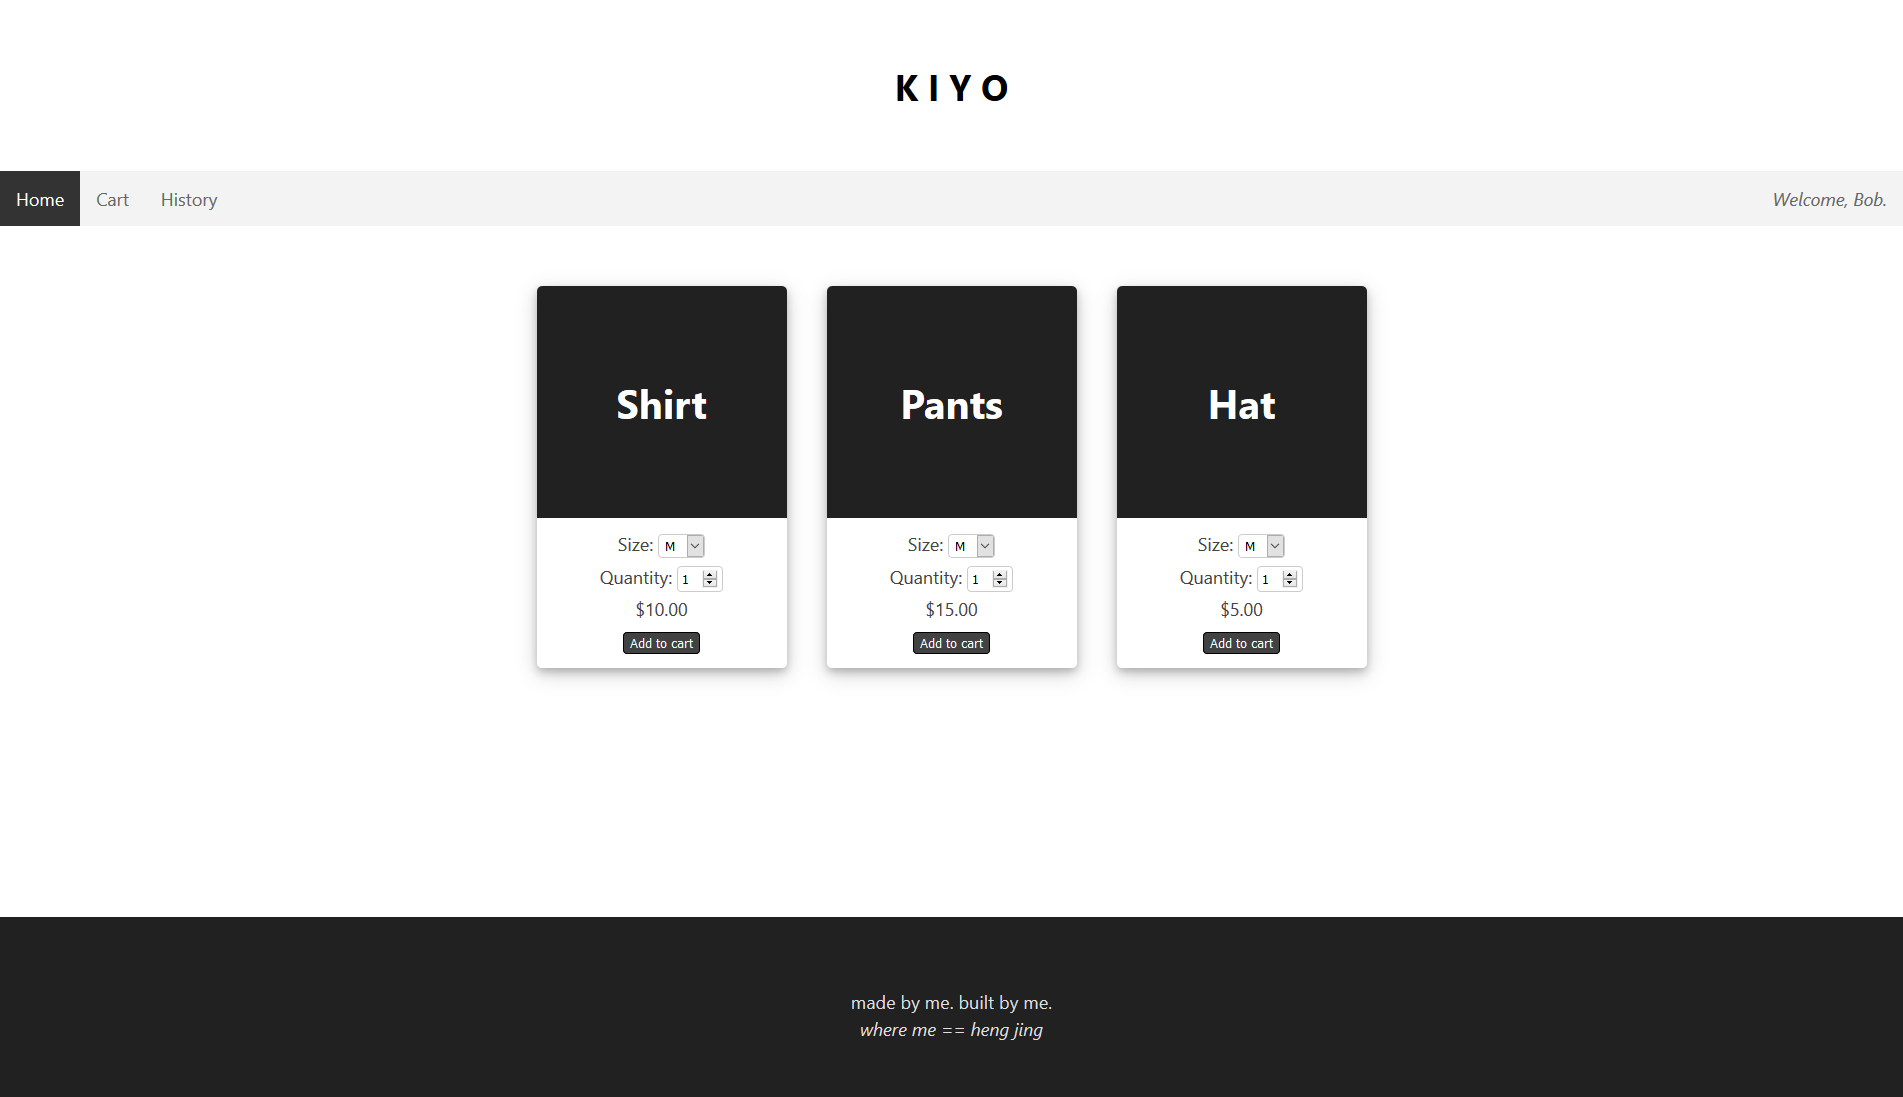 K I Y O
Home Cart History Welcome, Bob.
Shirt Pants Hat
Size: M Size: M Size: M
Quantity: 1 Quantity: 1 Quantity: 1
$10.00 $15.00 $5.00
Add to cart Add to cart Add to cart
made by me. built by me.
where me == heng jing